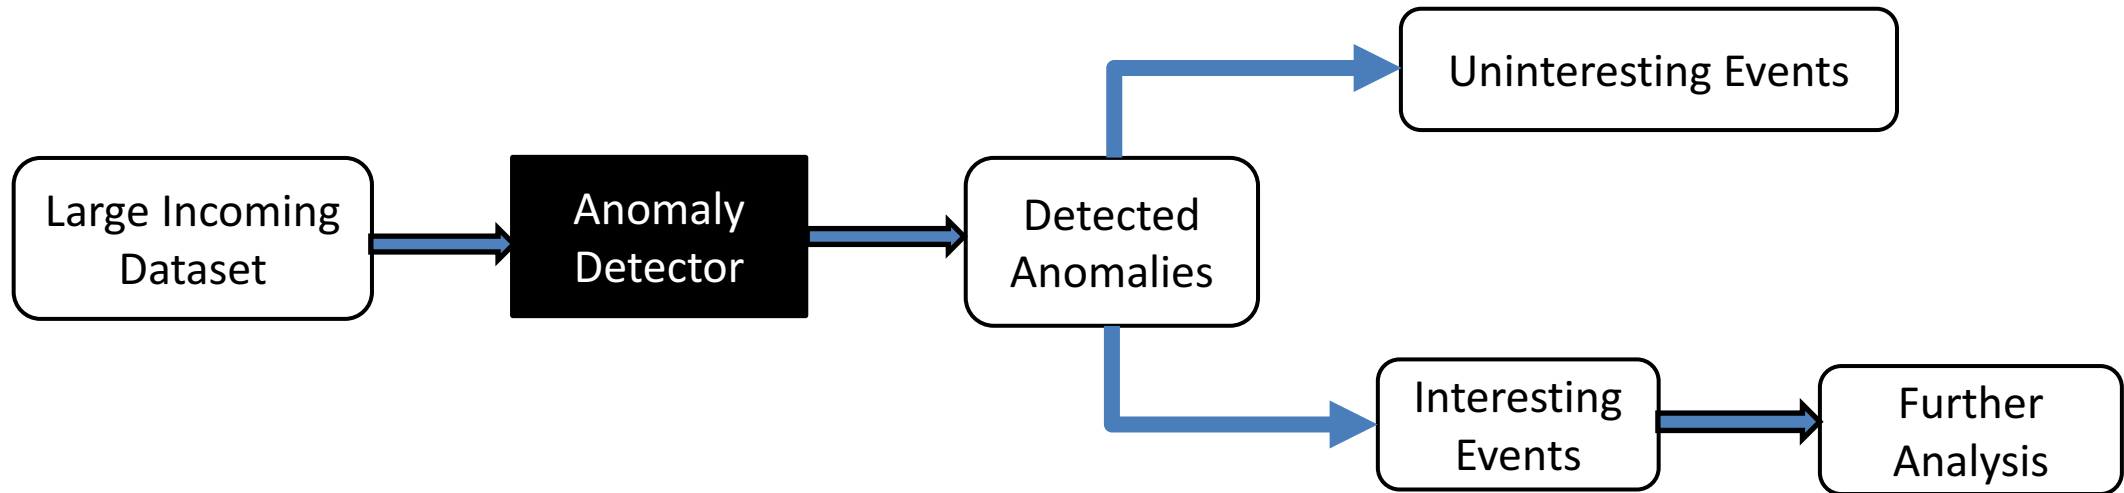 Large Incoming
Dataset
Anomaly
Detector
Detected
Anomalies
Uninteresting Events
Interesting
Events
Further
Analysis